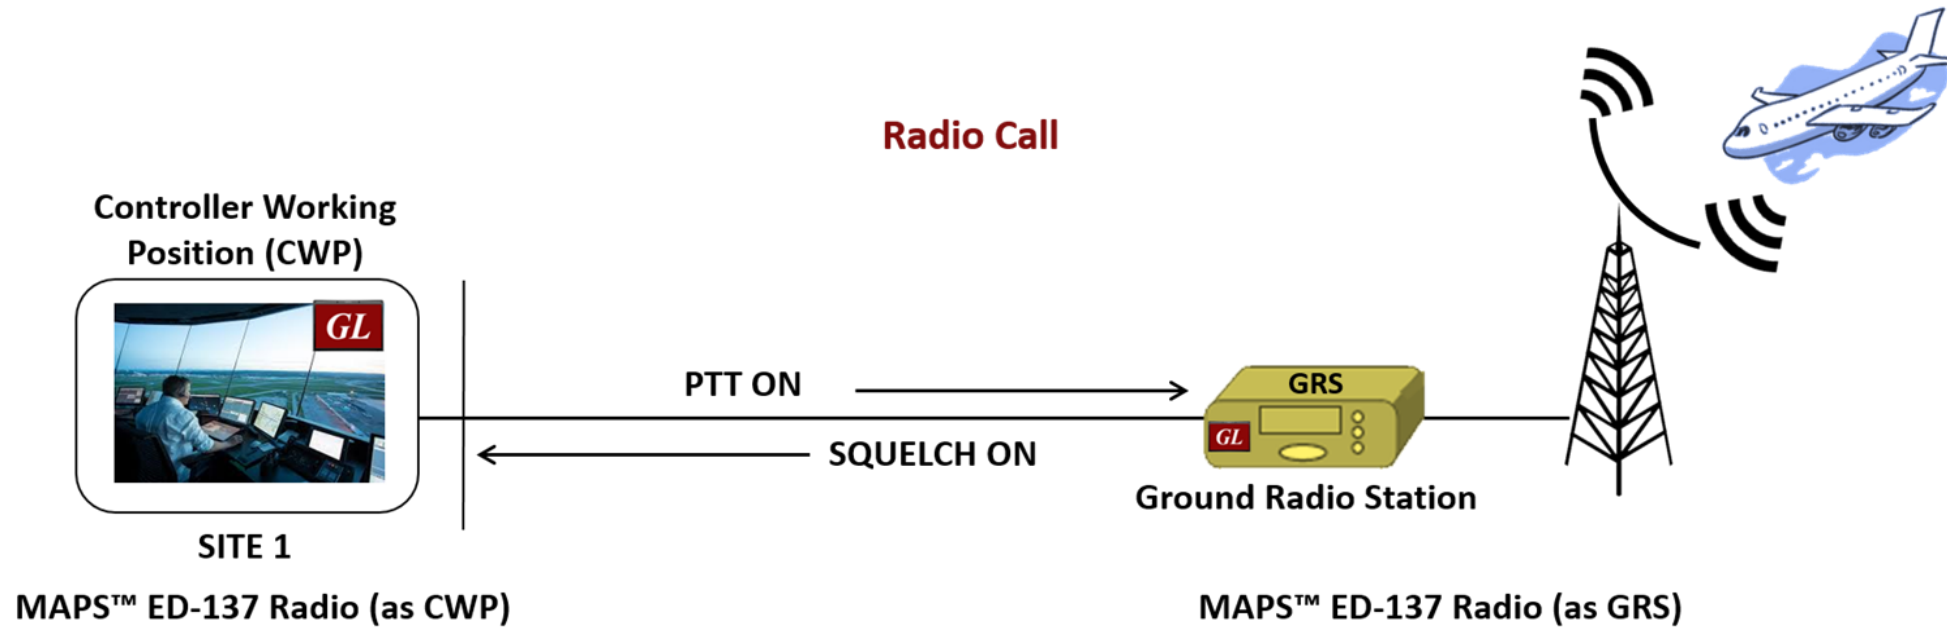 Radio Call
Controller Working
Position (CWP)
GL
PTT ON
SQUELCH ON
GRS
GL
Ground Radio Station
SITE 1
MAPS™ ED-137 Radio (as CWP)
MAPS™ ED-137 Radio (as GRS)